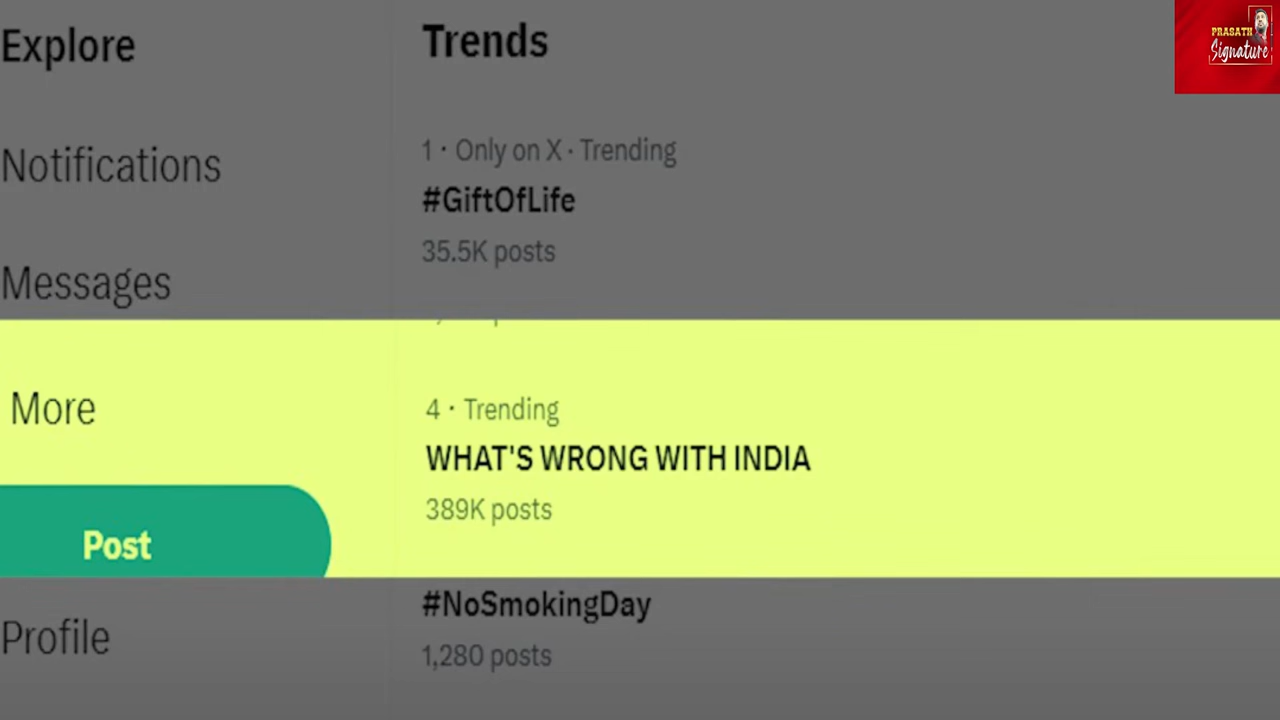 Explore
Notifications
Messages
More
Post
Profile
Trends
1 · Only on X · Trending
#GiftOfLife
35.5K posts
4 · Trending
WHAT'S WRONG WITH INDIA
389K posts
#NoSmokingDay
1,280 posts
PRASATH
Signature